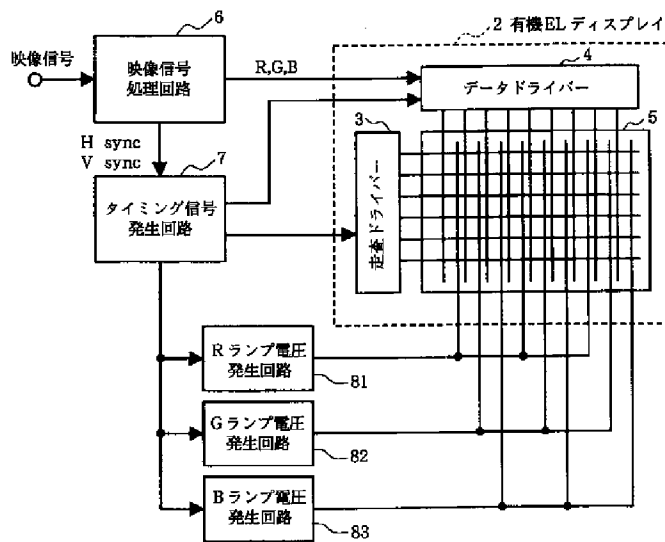 6
2 有機ELディスプレイ
映像信号
映像信号
処理回路
R,G,B
4
データドライバー
3
5
走査ドライバー
H sync
V sync
7
タイミング信号
発生回路
Rランプ電圧
発生回路
81
Gランプ電圧
発生回路
82
Bランプ電圧
発生回路
83